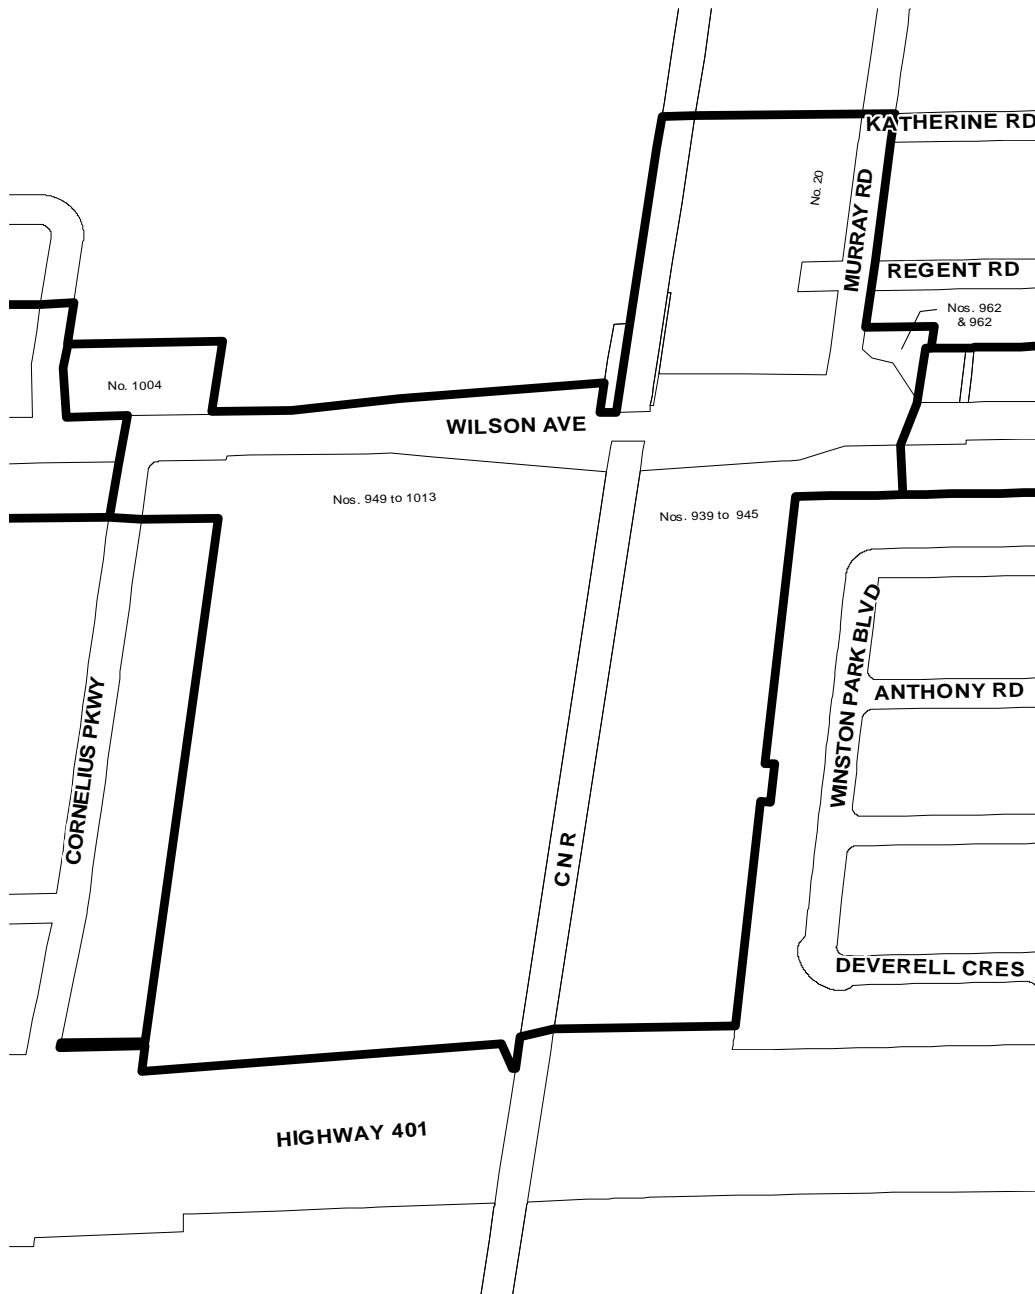 KATHERINE RD
No. 20
MURRAY RD
REGENT RD
Nos. 962
& 962
No. 1004
WILSON AVE
Nos. 949 to 1013
Nos. 939 to 945
WINSTON PARK BLVD
ANTHONY RD
CORNELIUS PKWY
CNR
DEVERELL CRES
HIGHWAY 401